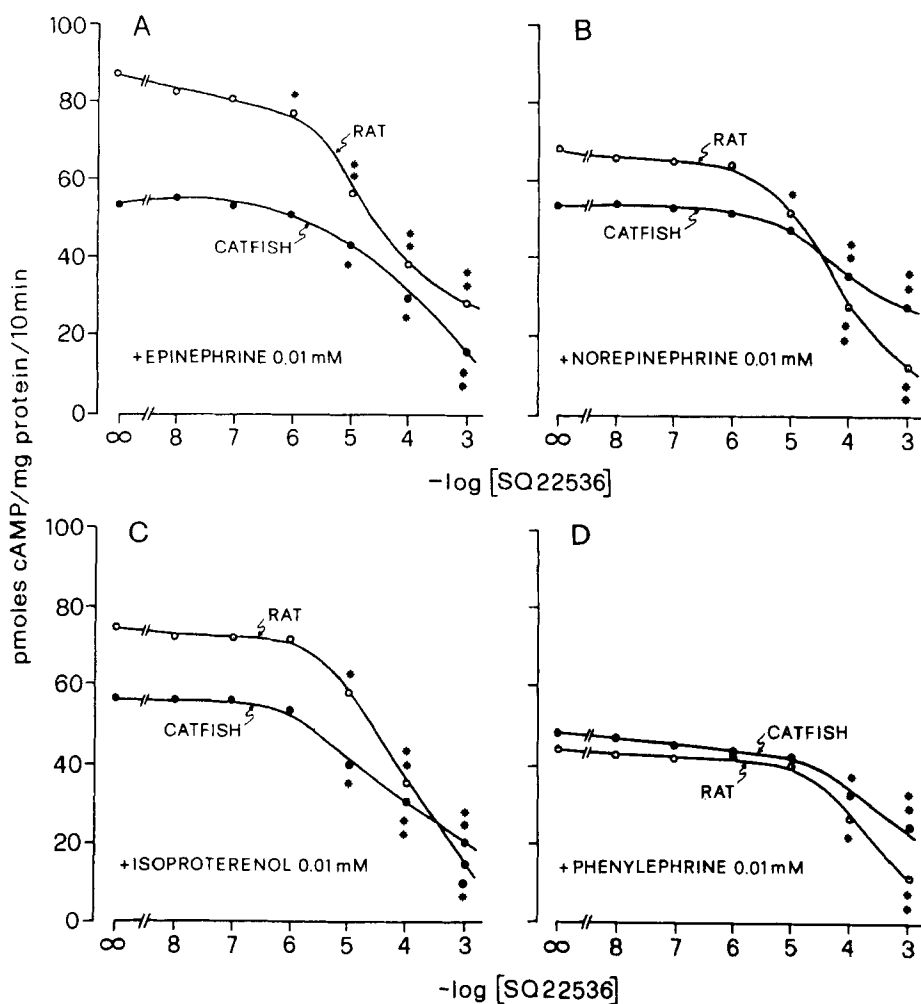 A
B
100
80
60
40
20
0
RAT
CATFISH
+EPINEPHRINE 0.01 mM
RAT
CATFISH
+NOREPINEPHRINE 0.01 mM
∞ 8 7 6 5 4 3
∞ 8 7 6 5 4 3
-log [SQ22536]
pmoles cAMP/mg protein/10min
C
D
100
80
60
40
20
0
RAT
CATFISH
+ISOPROTERENOL 0.01 mM
CATFISH
RAT
+PHENYLEPHRINE 0.01 mM
∞ 8 7 6 5 4 3
∞ 8 7 6 5 4 3
-log [SQ22536]